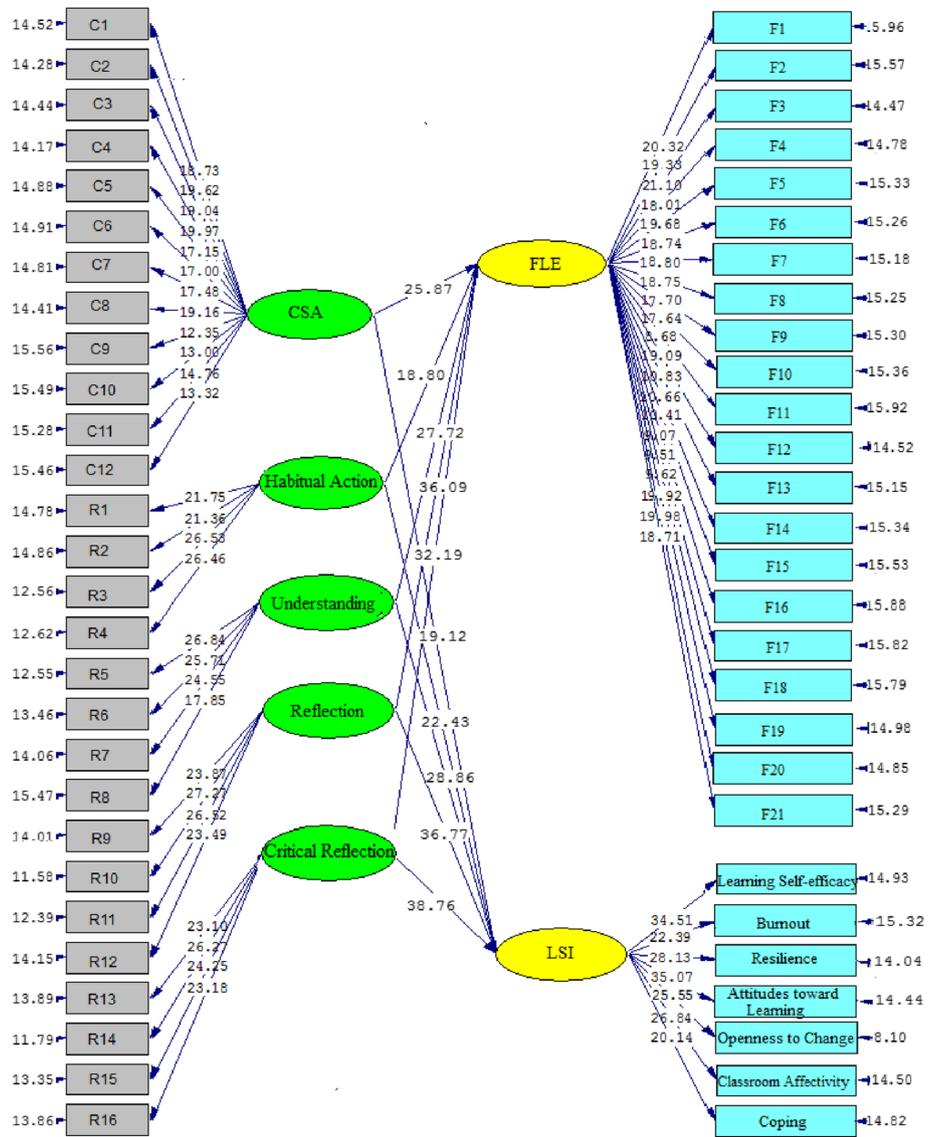 14.52
C1
14.28
C2
14.44
C3
14.17
C4
14.88
C5
14.91
C6
14.81
C7
14.41
C8
15.56
C9
15.49
C10
15.28
C11
15.46
C12
14.78
R1
14.86
R2
12.56
R3
12.62
R4
12.55
R5
13.46
R6
14.06
R7
15.47
R8
14.01
R9
11.58
R10
12.39
R11
14.15
R12
13.89
R13
11.79
R14
13.35
R15
13.86
R16
18.73
19.62
19.04
19.97
17.15
17.00
17.48
19.16
12.35
13.00
14.76
13.32
21.75
21.36
26.53
26.46
26.84
25.71
24.55
17.85
23.87
27.27
26.52
23.49
23.10
26.27
24.25
23.18
CSA
Habitual Action
Understanding
Reflection
Critical Reflection
25.87
18.80
27.72
36.09
32.19
19.12
22.43
28.86
36.77
38.76
FLE
LSI
20.32
19.33
21.10
18.01
19.68
18.74
18.80
18.75
17.70
17.64
19.09
19.92
19.98
18.71
F1
5.96
F2
15.57
F3
14.47
F4
14.78
F5
15.33
F6
15.26
F7
15.18
F8
15.25
F9
15.30
F10
15.36
F11
15.92
F12
14.52
F13
15.15
F14
15.34
F15
15.53
F16
15.88
F17
15.82
F18
15.79
F19
14.98
F20
14.85
F21
15.29
34.51
22.39
28.13
35.07
25.55
26.84
20.14
Learning Self-efficacy
14.93
Burnout
15.32
Resilience
14.04
Attitudes toward
Learning
14.44
Openness to Change
8.10
Classroom Affectivity
14.50
Coping
14.82